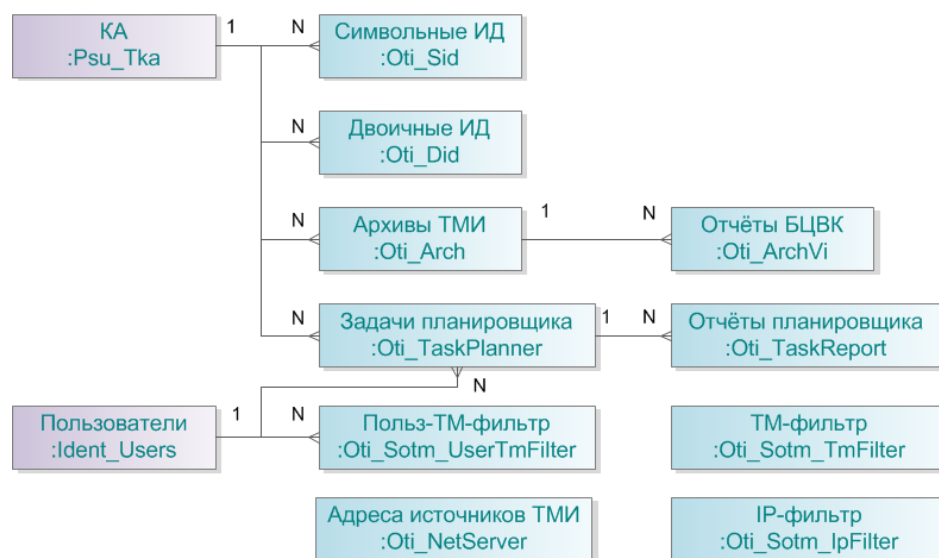 КА
:Psu_Tka
1
N
Символьные ИД
:Oti_Sid
N
Двоичные ИД
:Oti_Did
N
Архивы ТМИ
:Oti_Arch
1
N
Отчёты БЦВК
:Oti_ArchVi
N
Задачи планировщика
:Oti_TaskPlanner
1
N
Отчёты планировщика
:Oti_TaskReport
N
Пользователи
:Ident_Users
1
N
Польз-ТМ-фильтр
:Oti_Sotm_UserTmFilter
ТМ-фильтр
:Oti_Sotm_TmFilter
Адреса источников ТМИ
:Oti_NetServer
IP-фильтр
:Oti_Sotm_IpFilter